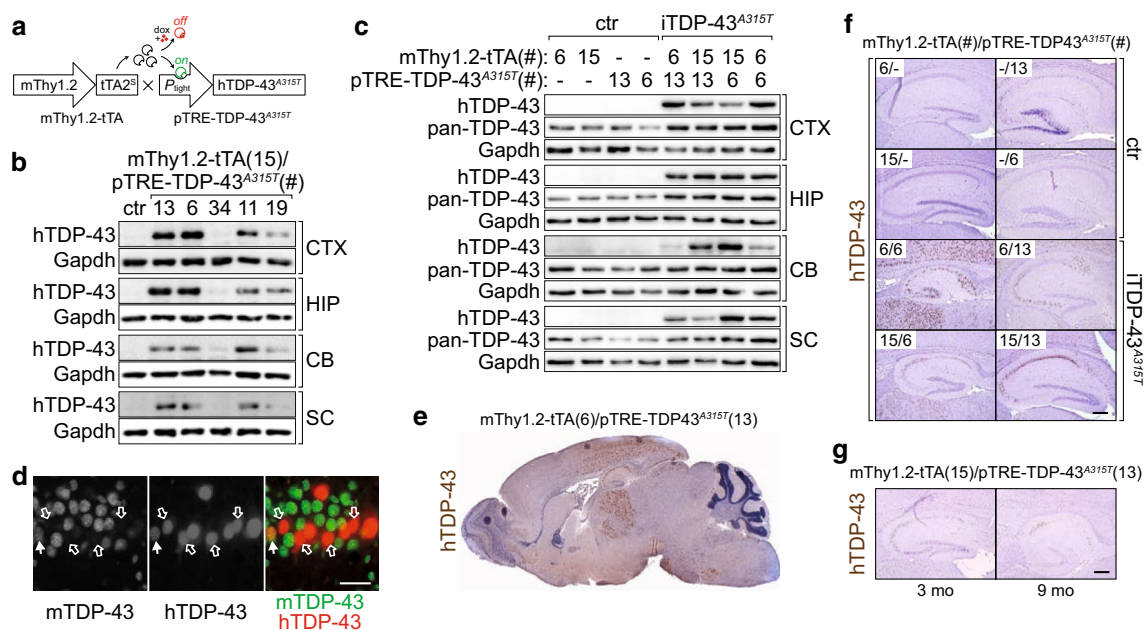 a
dox
+
off
on
mThy1.2
tTA2S
×
Ptight
hTDP-43A315T
mThy1.2-tTA
pTRE-TDP-43A315T
b
mThy1.2-tTA(15)/
pTRE-TDP-43A315T(#)
ctr 13 6 34 11 19
hTDP-43
Gapdh
CTX
hTDP-43
Gapdh
HIP
hTDP-43
Gapdh
CB
hTDP-43
Gapdh
SC
c
ctr iTDP-43A315T
mThy1.2-tTA(#): 6 15 - - 6 15 15 6
pTRE-TDP-43A315T(#): - - 13 6 13 13 6 6
hTDP-43
pan-TDP-43
Gapdh
CTX
hTDP-43
pan-TDP-43
Gapdh
HIP
hTDP-43
pan-TDP-43
Gapdh
CB
hTDP-43
pan-TDP-43
Gapdh
SC
d
mTDP-43
hTDP-43
mTDP-43
hTDP-43
e
mThy1.2-tTA(6)/pTRE-TDP43A315T(13)
hTDP-43
f
mThy1.2-tTA(#)/pTRE-TDP43A315T(#)
6/- -/13
15/- -/6
6/6 6/13
15/6 15/13
hTDP-43
ctr
iTDP-43A315T
g
mThy1.2-tTA(15)/pTRE-TDP-43A315T(13)
hTDP-43
3 mo 9 mo